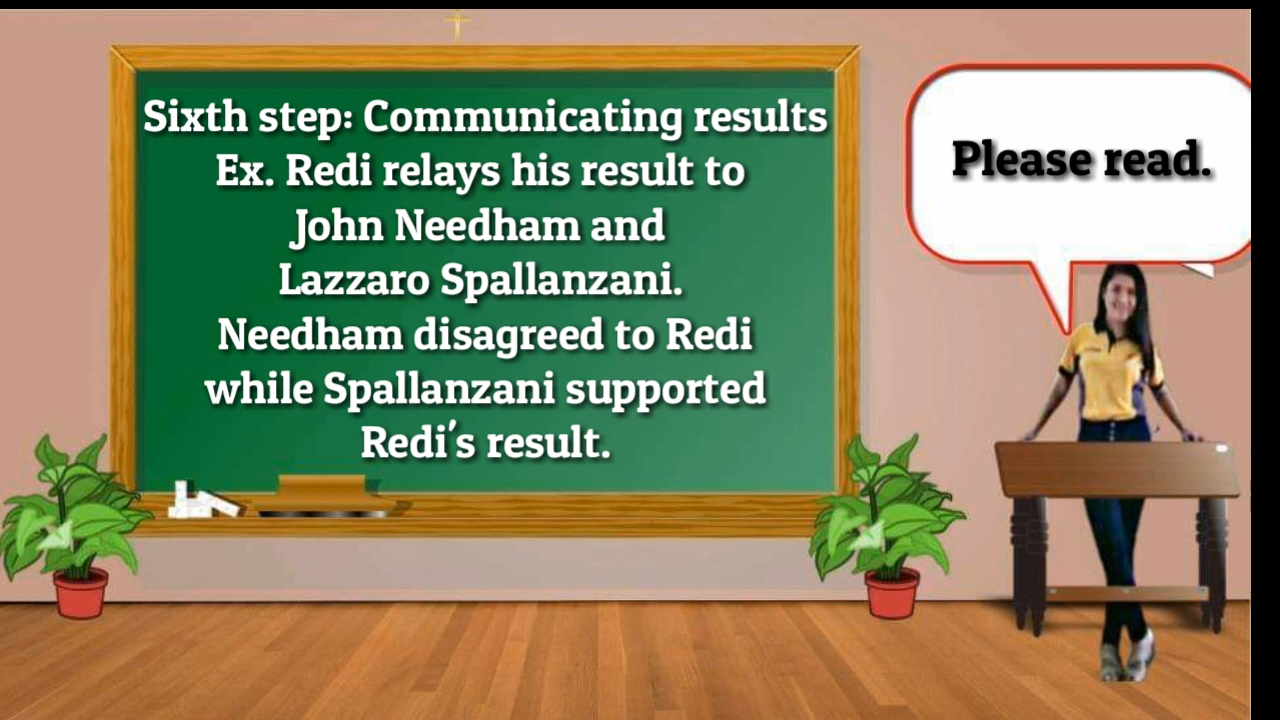 Sixth step: Communicating results
Ex. Redi relays his result to
John Needham and
Lazzaro Spallanzani.
Needham disagreed to Redi
while Spallanzani supported
Redi's result.
Please read.